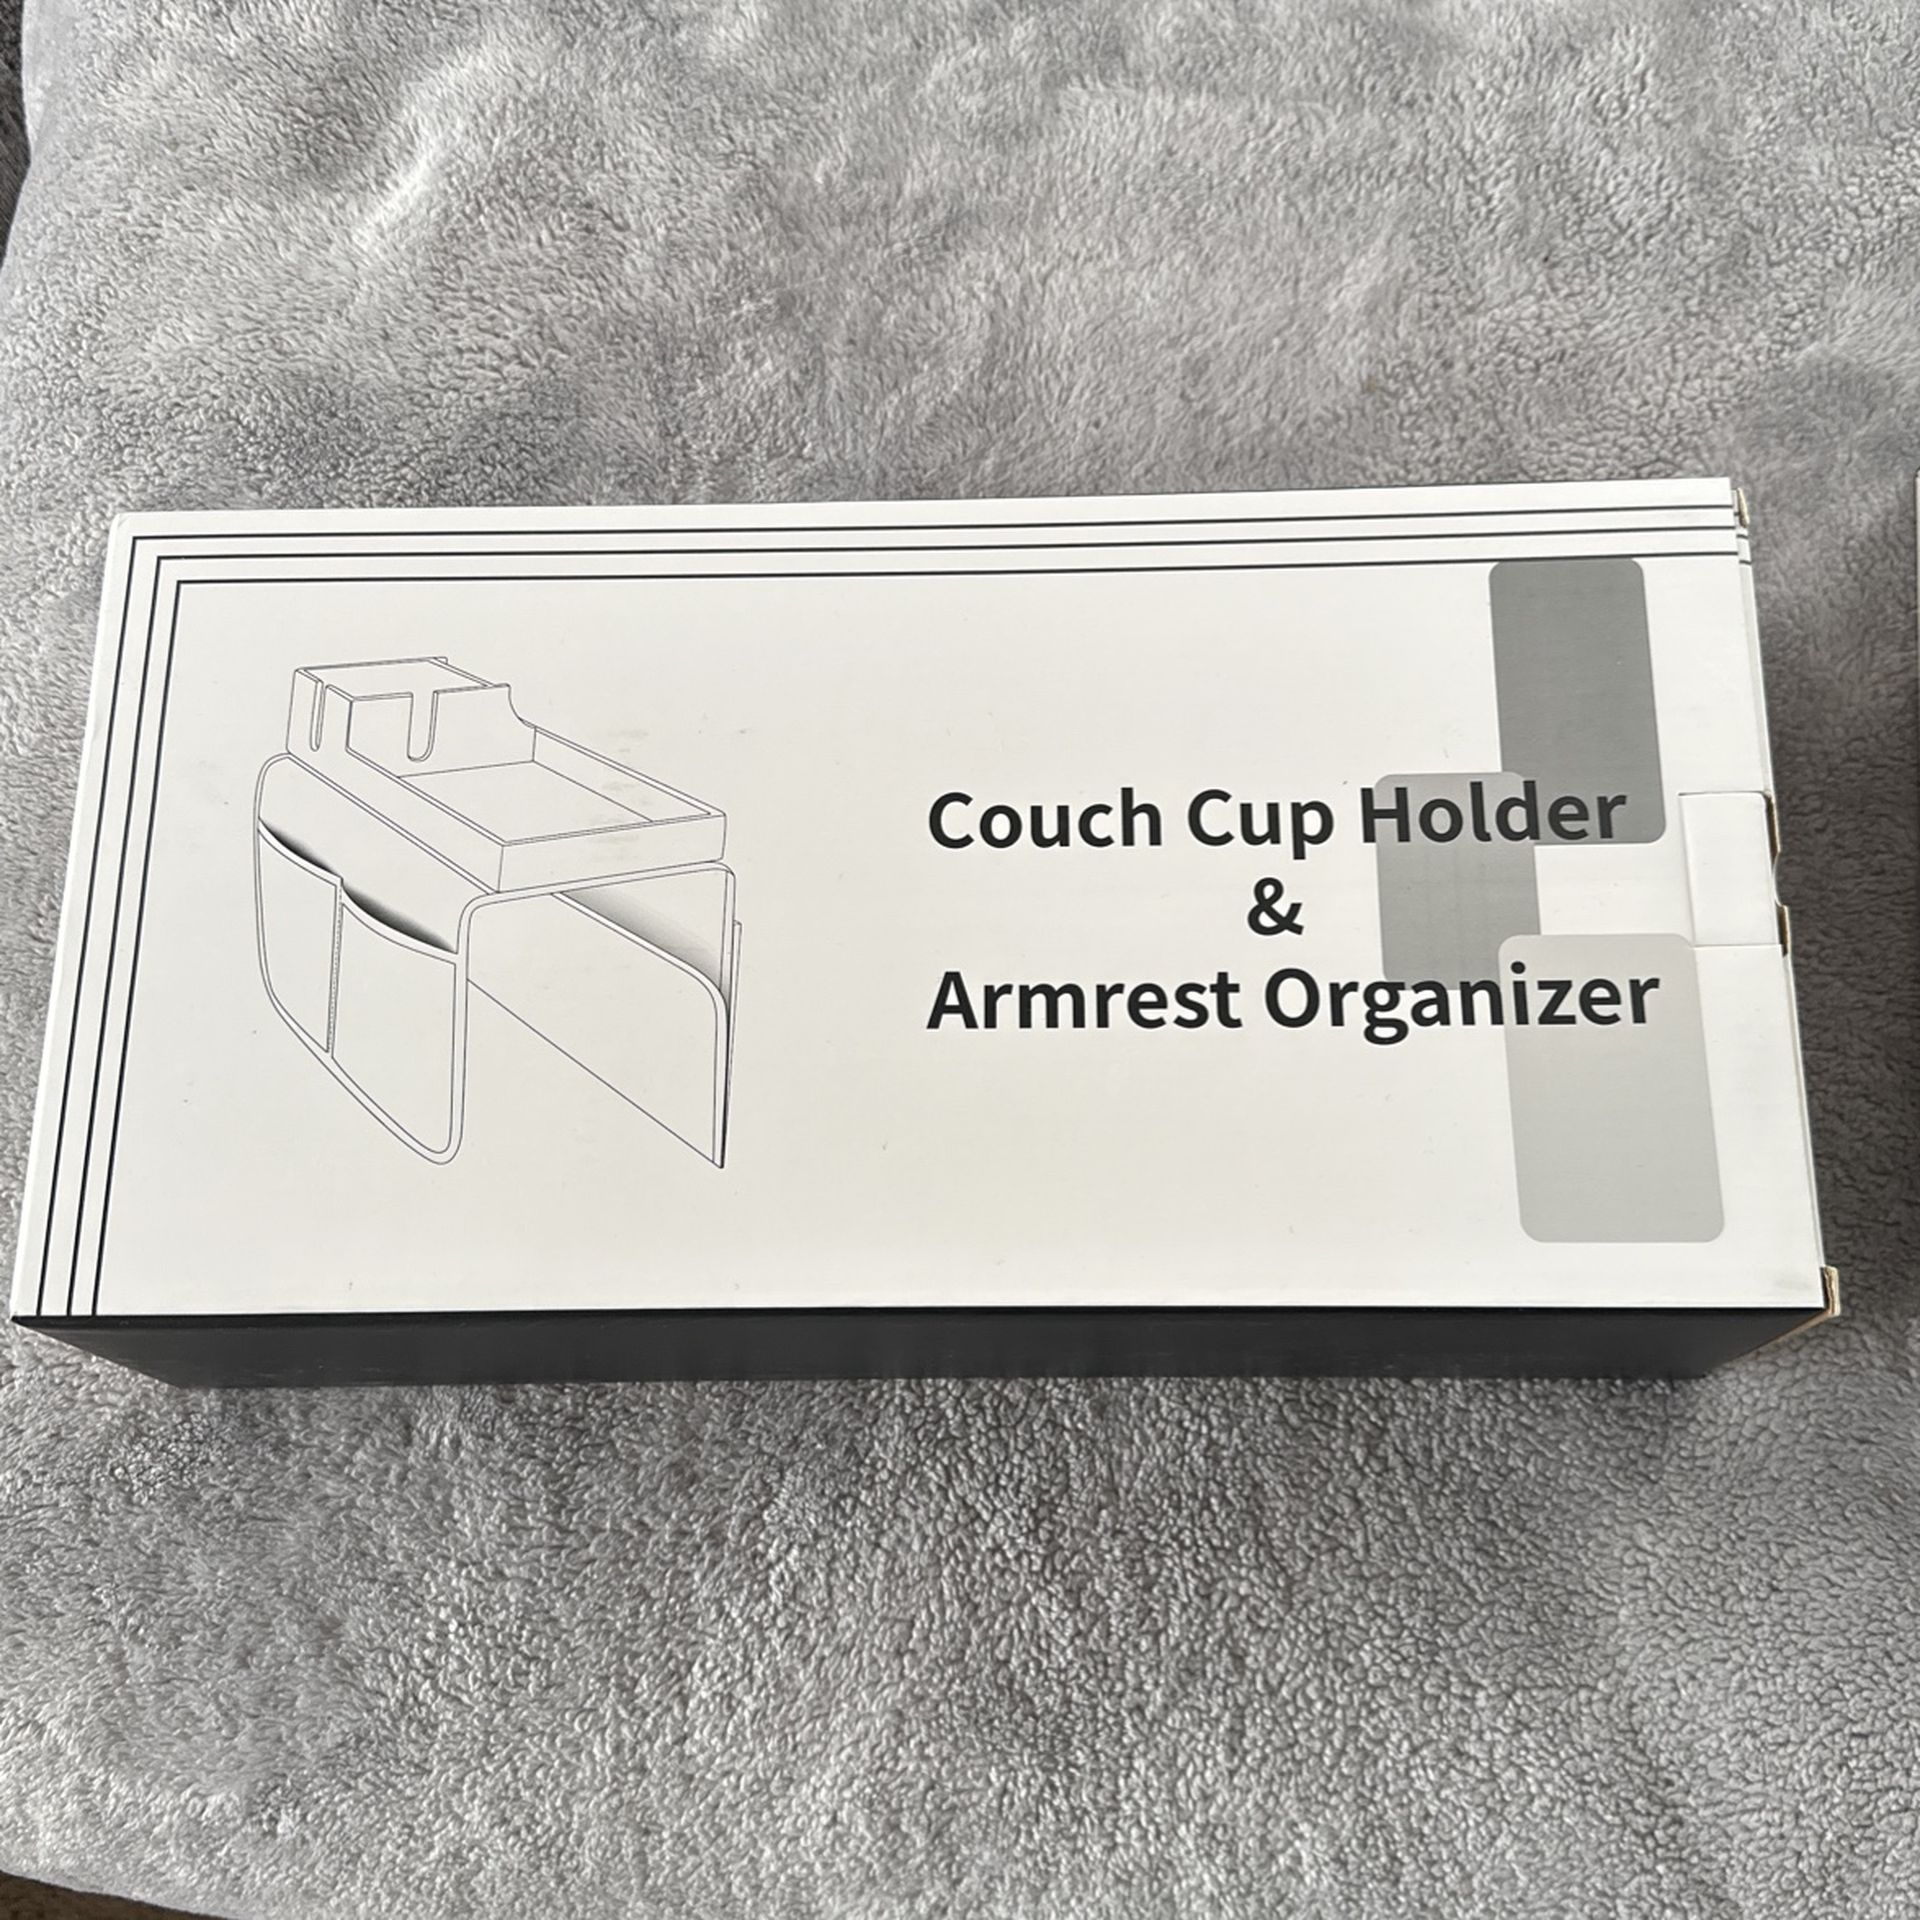 Couch Cup Holder
&
Armrest Organizer